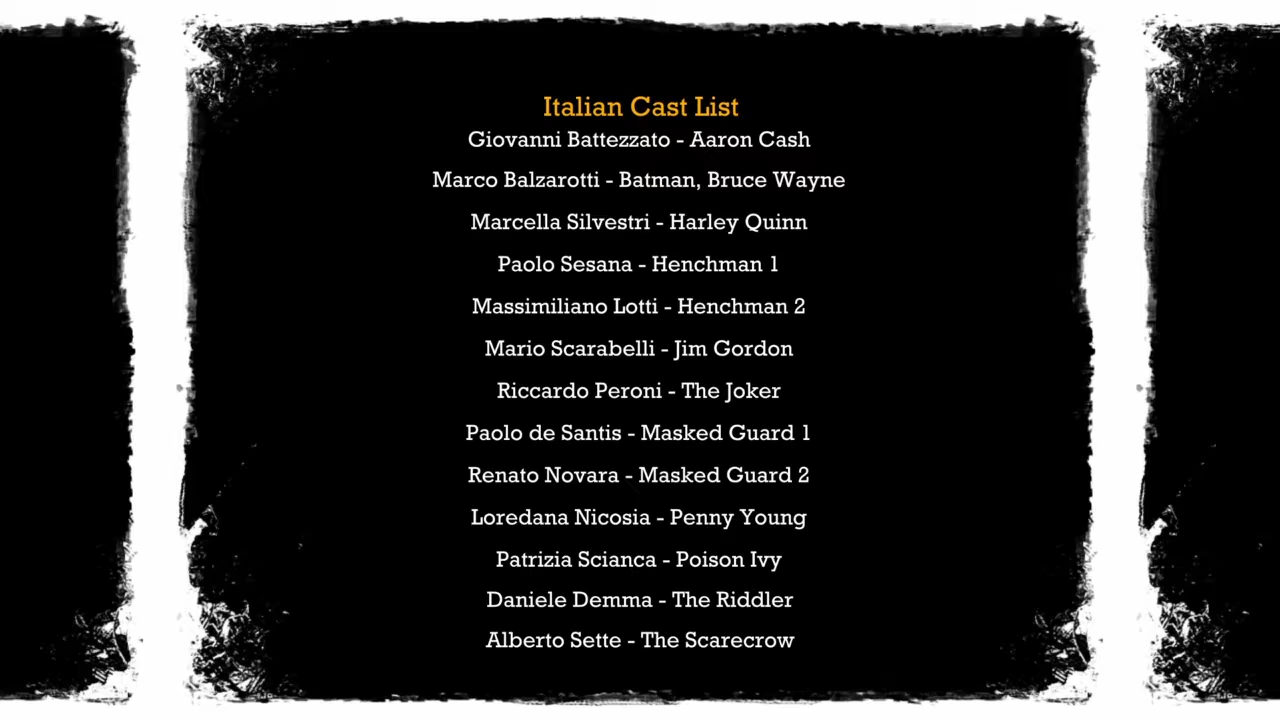 Italian Cast List
Giovanni Battezzato - Aaron Cash
Marco Balzarotti - Batman, Bruce Wayne
Marcella Silvestri - Harley Quinn
Paolo Sesana - Henchman 1
Massimiliano Lotti - Henchman 2
Mario Scarabelli - Jim Gordon
Riccardo Peroni - The Joker
Paolo de Santis - Masked Guard 1
Renato Novara - Masked Guard 2
Loredana Nicosia - Penny Young
Patrizia Scianca - Poison Ivy
Daniele Demma - The Riddler
Alberto Sette - The Scarecrow